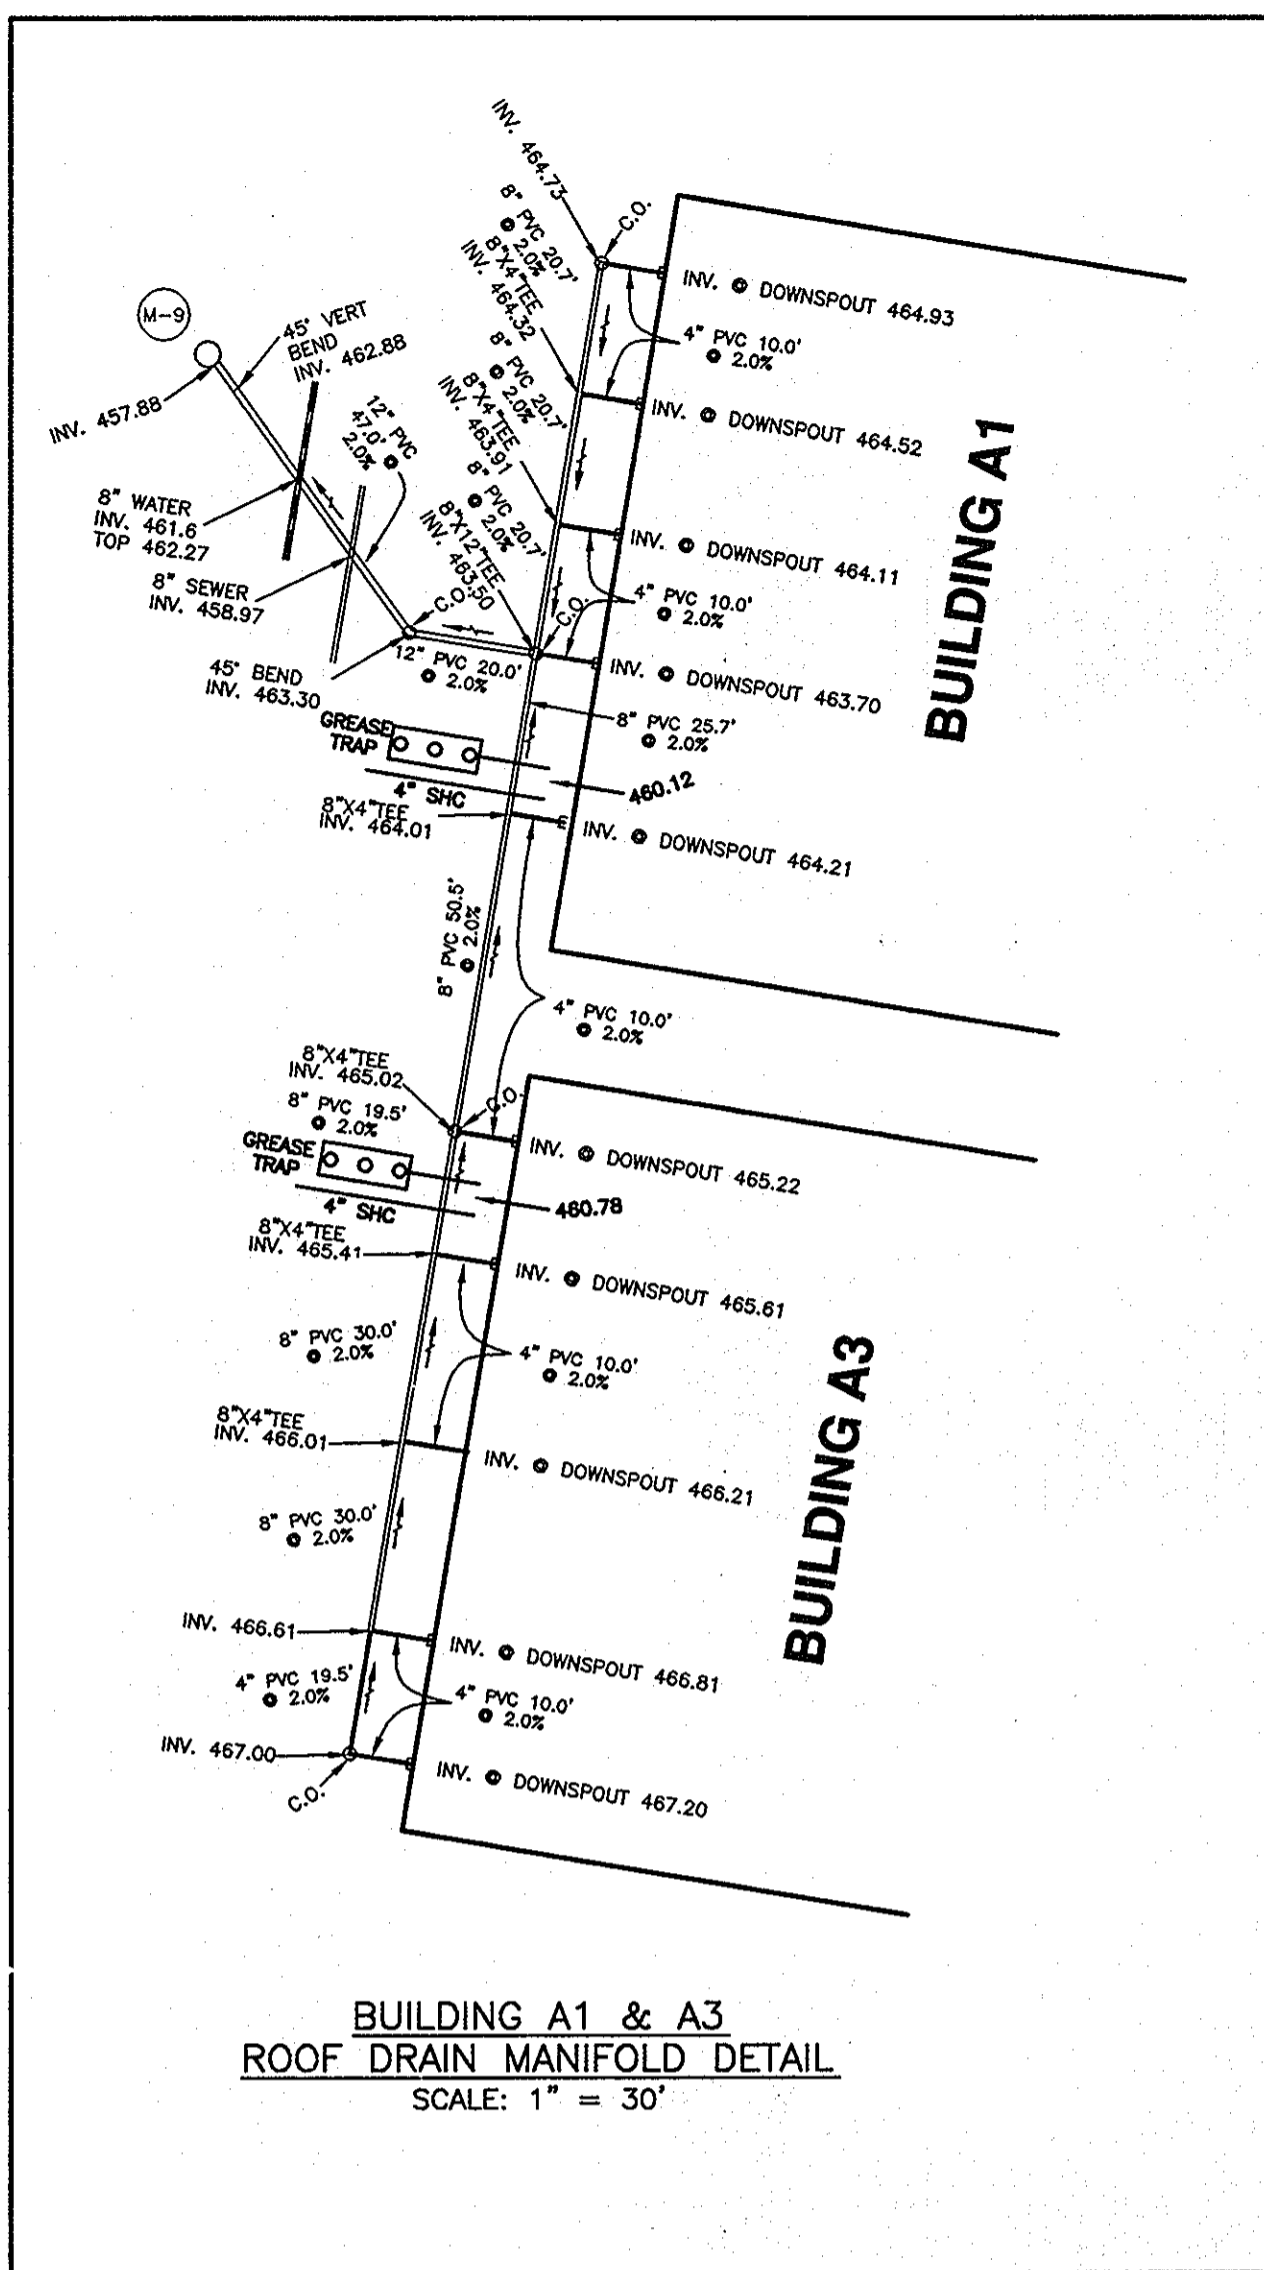 INV. 464.73
C.O.
8" PVC 20.7'
@ 2.0%
8"X4"TEE
INV. 464.32
INV. @ DOWNSPOUT 464.93
4" PVC 10.0'
@ 2.0%
M-9
45° VERT
BEND
INV. 462.88
INV. 457.88
8" PVC 20.7'
@ 2.0%
8"X4"TEE
INV. 463.91
INV. @ DOWNSPOUT 464.52
12" PVC
47.0' @
2.0%
8" PVC 20.7'
@ 2.0%
8"X12"TEE
INV. 463.50
BUILDING A1
8" WATER
INV. 461.6
TOP 462.27
INV. @ DOWNSPOUT 464.11
8" SEWER
INV. 458.97
C.O.
C.O.
4" PVC 10.0'
@ 2.0%
45° BEND
INV. 463.30
12" PVC 20.0'
@ 2.0%
INV. @ DOWNSPOUT 463.70
GREASE
TRAP
8" PVC 25.7'
@ 2.0%
4" SHC
460.12
8"X4"TEE
INV. 464.01
INV. @ DOWNSPOUT 464.21
8" PVC 50.5'
@ 2.0%
4" PVC 10.0'
@ 2.0%
8"X4"TEE
INV. 465.02
C.O.
8" PVC 19.5'
@ 2.0%
GREASE
TRAP
INV. @ DOWNSPOUT 465.22
4" SHC
460.78
8"X4"TEE
INV. 465.41
INV. @ DOWNSPOUT 465.61
8" PVC 30.0'
@ 2.0%
4" PVC 10.0'
@ 2.0%
BUILDING A3
8"X4"TEE
INV. 466.01
INV. @ DOWNSPOUT 466.21
8" PVC 30.0'
@ 2.0%
INV. 466.61
INV. @ DOWNSPOUT 466.81
4" PVC 19.5'
@ 2.0%
4" PVC 10.0'
@ 2.0%
INV. 467.00
C.O.
INV. @ DOWNSPOUT 467.20
BUILDING A1 & A3
ROOF DRAIN MANIFOLD DETAIL
SCALE: 1" = 30'